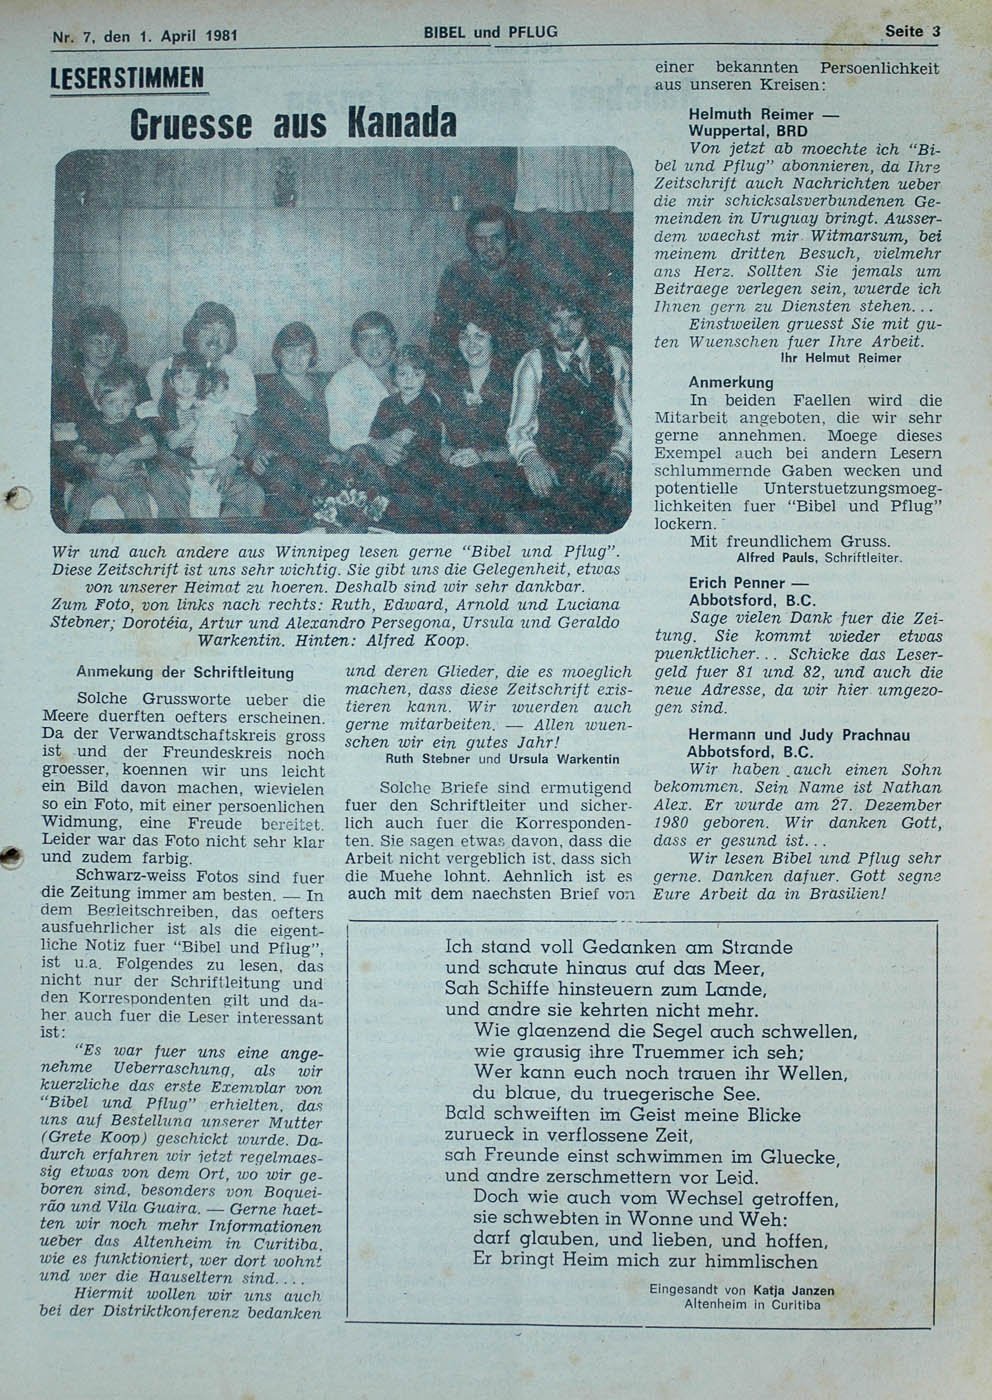 Nr. 7, den 1. April 1981
BIBEL und PFLUG
Seite 3
LESERSTIMMEN
Gruesse aus Kanada
Wir und auch andere aus Winnipeg lesen gerne “Bibel und Pflug”.
Diese Zeitschrift ist uns sehr wichtig. Sie gibt uns die Gelegenheit, etwas
von unserer Heimat zu hoeren. Deshalb sind wir sehr dankbar.
Zum Foto, von links nach rechts: Ruth, Edward, Arnold und Luciana
Stebner; Dorotéia, Artur und Alexandro Persegona, Ursula und Geraldo
Warkentin. Hinten: Alfred Koop.
Anmekung der Schriftleitung
Solche Grussworte ueber die
Meere duerften oefters erscheinen.
Da der Verwandtschaftskreis gross
ist und der Freundeskreis noch
groesser, koennen wir uns leicht
ein Bild davon machen, wievielen
so ein Foto, mit einer persoenlichen
Widmung, eine Freude bereitet.
Leider war das Foto nicht sehr klar
und zudem farbig.
Schwarz-weiss Fotos sind fuer
die Zeitung immer am besten. — In
dem Begleitschreiben, das oefters
ausfuehrlicher ist als die eigent-
liche Notiz fuer “Bibel und Pflug”,
ist u.a. Folgendes zu lesen, das
nicht nur der Schriftleitung und
den Korrespondenten gilt und da-
her auch fuer die Leser interessant
ist:
“Es war fuer uns eine ange-
nehme Ueberraschung, als wir
kuerzliche das erste Exemplar von
“Bibel und Pflug” erhielten, das
uns auf Bestellung unserer Mutter
(Grete Koop) geschickt wurde. Da-
durch erfahren wir jetzt regelmaes-
sig etwas von dem Ort, wo wir ge-
boren sind, besonders von Boquei-
rão und Vila Guaira. — Gerne haet-
ten wir noch mehr Informationen
ueber das Altenheim in Curitiba,
wie es funktioniert, wer dort wohnt
und wer die Hauseltern sind....
Hiermit wollen wir uns auch
bei der Distriktkonferenz bedanken
und deren Glieder, die es moeglich
machen, dass diese Zeitschrift exis-
tieren kann. Wir wuerden auch
gerne mitarbeiten. — Allen wuen-
schen wir ein gutes Jahr!
Ruth Stebner und Ursula Warkentin
Solche Briefe sind ermutigend
fuer den Schriftleiter und sicher-
lich auch fuer die Korresponden-
ten. Sie sagen etwas davon, dass die
Arbeit nicht vergeblich ist, dass sich
die Muehe lohnt. Aehnlich ist es
auch mit dem naechsten Brief von
einer bekannten Persoenlichkeit
aus unseren Kreisen:
Helmuth Reimer —
Wuppertal, BRD
Von jetzt ab moechte ich “Bi-
bel und Pflug” abonnieren, da Ihre
Zeitschrift auch Nachrichten ueber
die mir schicksalsverbundenen Ge-
meinden in Uruguay bringt. Ausser-
dem waechst mir Witmarsum, bei
meinem dritten Besuch, vielmehr
ans Herz. Sollten Sie jemals um
Beitraege verlegen sein, wuerde ich
Ihnen gern zu Diensten stehen...
Einstweilen gruesst Sie mit gu-
ten Wuenschen fuer Ihre Arbeit.
Ihr Helmut Reimer
Anmerkung
In beiden Faellen wird die
Mitarbeit angeboten, die wir sehr
gerne annehmen. Moege dieses
Exempel auch bei andern Lesern
schlummernde Gaben wecken und
potentielle Unterstuetzungsmoeg-
lichkeiten fuer “Bibel und Pflug”
lockern.
Mit freundlichem Gruss.
Alfred Pauls, Schriftleiter.
Erich Penner —
Abbotsford, B.C.
Sage vielen Dank fuer die Zei-
tung. Sie kommt wieder etwas
puenktlicher... Schicke das Leser-
geld fuer 81 und 82, und auch die
neue Adresse, da wir hier umgezo-
gen sind.
Hermann und Judy Prachnau
Abbotsford, B.C.
Wir haben auch einen Sohn
bekommen. Sein Name ist Nathan
Alex. Er wurde am 27. Dezember
1980 geboren. Wir danken Gott,
dass er gesund ist...
Wir lesen Bibel und Pflug sehr
gerne. Danken dafuer. Gott segne
Eure Arbeit da in Brasilien!
Ich stand voll Gedanken am Strande
und schaute hinaus auf das Meer,
Sah Schiffe hinsteuern zum Lande,
und andre sie kehrten nicht mehr.
Wie glaenzend die Segel auch schwellen,
wie grausig ihre Truemmer ich seh;
Wer kann euch noch trauen ihr Wellen,
du blaue, du truegerische See.
Bald schweiften im Geist meine Blicke
zurueck in verflossene Zeit,
sah Freunde einst schwimmen im Gluecke,
und andre zerschmettern vor Leid.
Doch wie auch vom Wechsel getroffen,
sie schwebten in Wonne und Weh:
darf glauben, und lieben, und hoffen,
Er bringt Heim mich zur himmlischen
Eingesandt von Katja Janzen
Altenheim in Curitiba